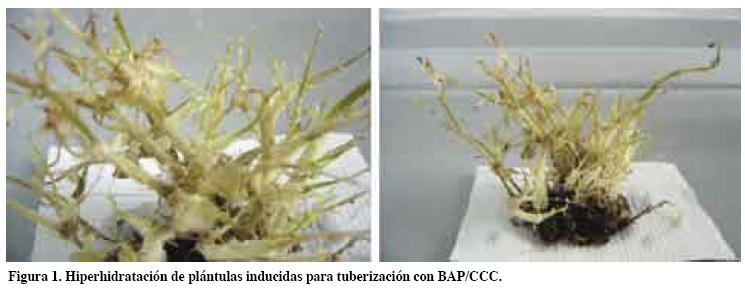 Figura 1. Hiperhidratación de plántulas inducidas para tuberización con BAP/CCC.